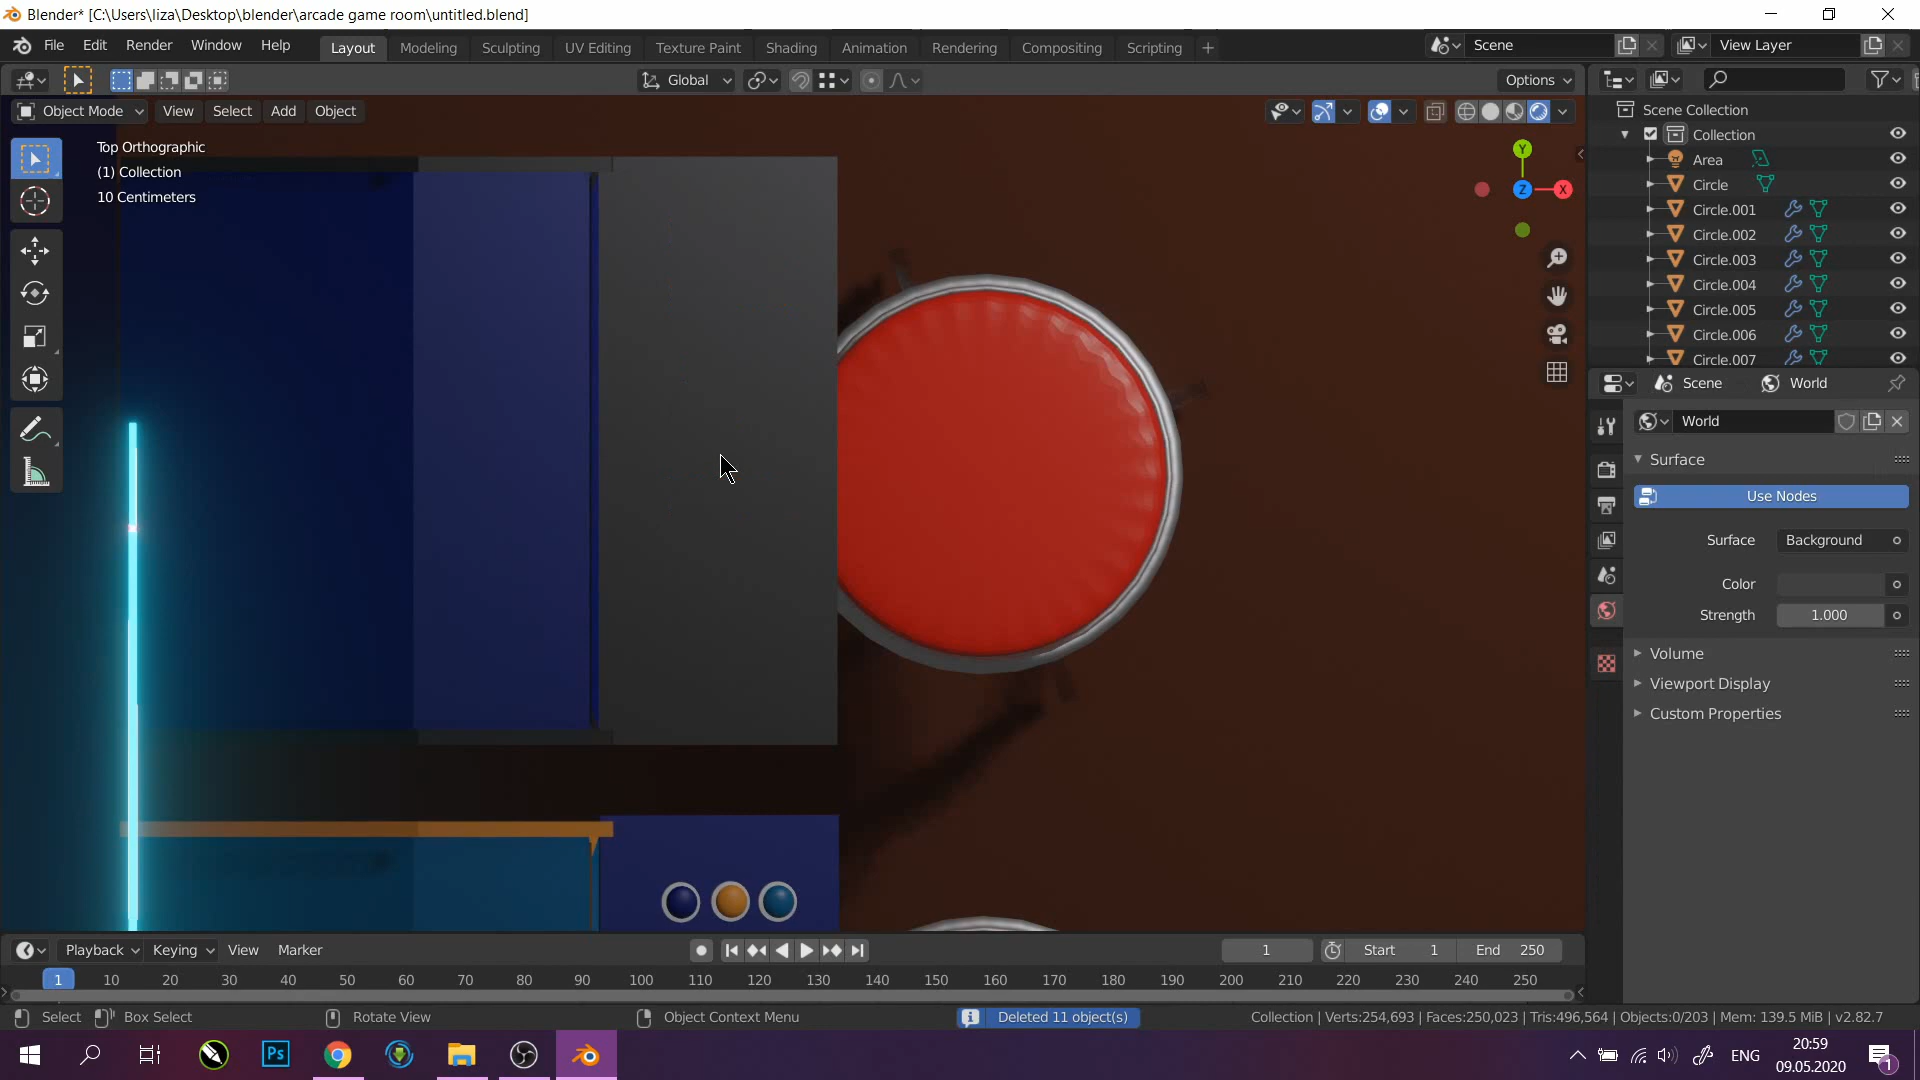 Blender* [C:\Users\liza\Desktop\blender\arcade game room\untitled.blend]
File Edit Render Window Help Layout Modeling Sculpting UV Editing Texture Paint Shading Animation Rendering Compositing Scripting + Scene View Layer
Global Options
Object Mode View Select Add Object
Top Orthographic
(1) Collection
10 Centimeters
Y
Z X
Scene Collection
Collection
Area
Circle
Circle.001
Circle.002
Circle.003
Circle.004
Circle.005
Circle.006
Circle.007
Scene World
World
Surface
Use Nodes
Surface Background
Color
Strength 1.000
Volume
Viewport Display
Custom Properties
Playback Keying View Marker 1 Start 1 End 250
1 10 20 30 40 50 60 70 80 90 100 110 120 130 140 150 160 170 180 190 200 210 220 230 240 250
Select Box Select Rotate View Object Context Menu Deleted 11 object(s) Collection | Verts:254,693 | Faces:250,023 | Tris:496,564 | Objects:0/203 | Mem: 139.5 MiB | v2.82.7
Ps ENG 20:59
09.05.2020 1